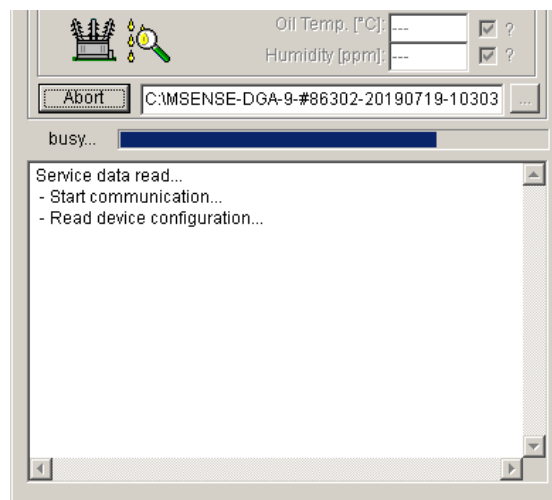 Oil Temp. [°C]: --- ?
Humidity [ppm]: --- ?
Abort C:\MSENSE-DGA-9-#86302-20190719-10303 ...
busy...
Service data read...
- Start communication...
- Read device configuration...